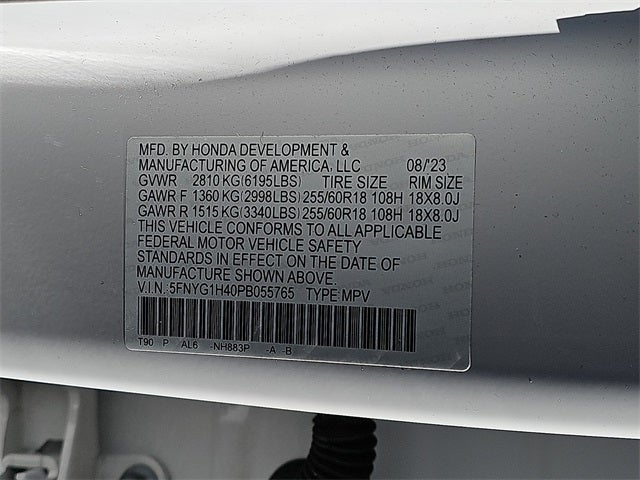 MFD. BY HONDA DEVELOPMENT &
MANUFACTURING OF AMERICA, LLC 08/'23
GVWR 2810 KG(6195LBS) TIRE SIZE RIM SIZE
GAWR F 1360 KG(2998LBS) 255/60R18 108H 18X8.0J
GAWR R 1515 KG(3340LBS) 255/60R18 108H 18X8.0J
THIS VEHICLE CONFORMS TO ALL APPLICABLE
FEDERAL MOTOR VEHICLE SAFETY
STANDARDS IN EFFECT ON THE DATE OF
MANUFACTURE SHOWN ABOVE.
V.I.N: 5FNYG1H40PB055765 TYPE:MPV
T90 P AL6 -NH883P -A -B